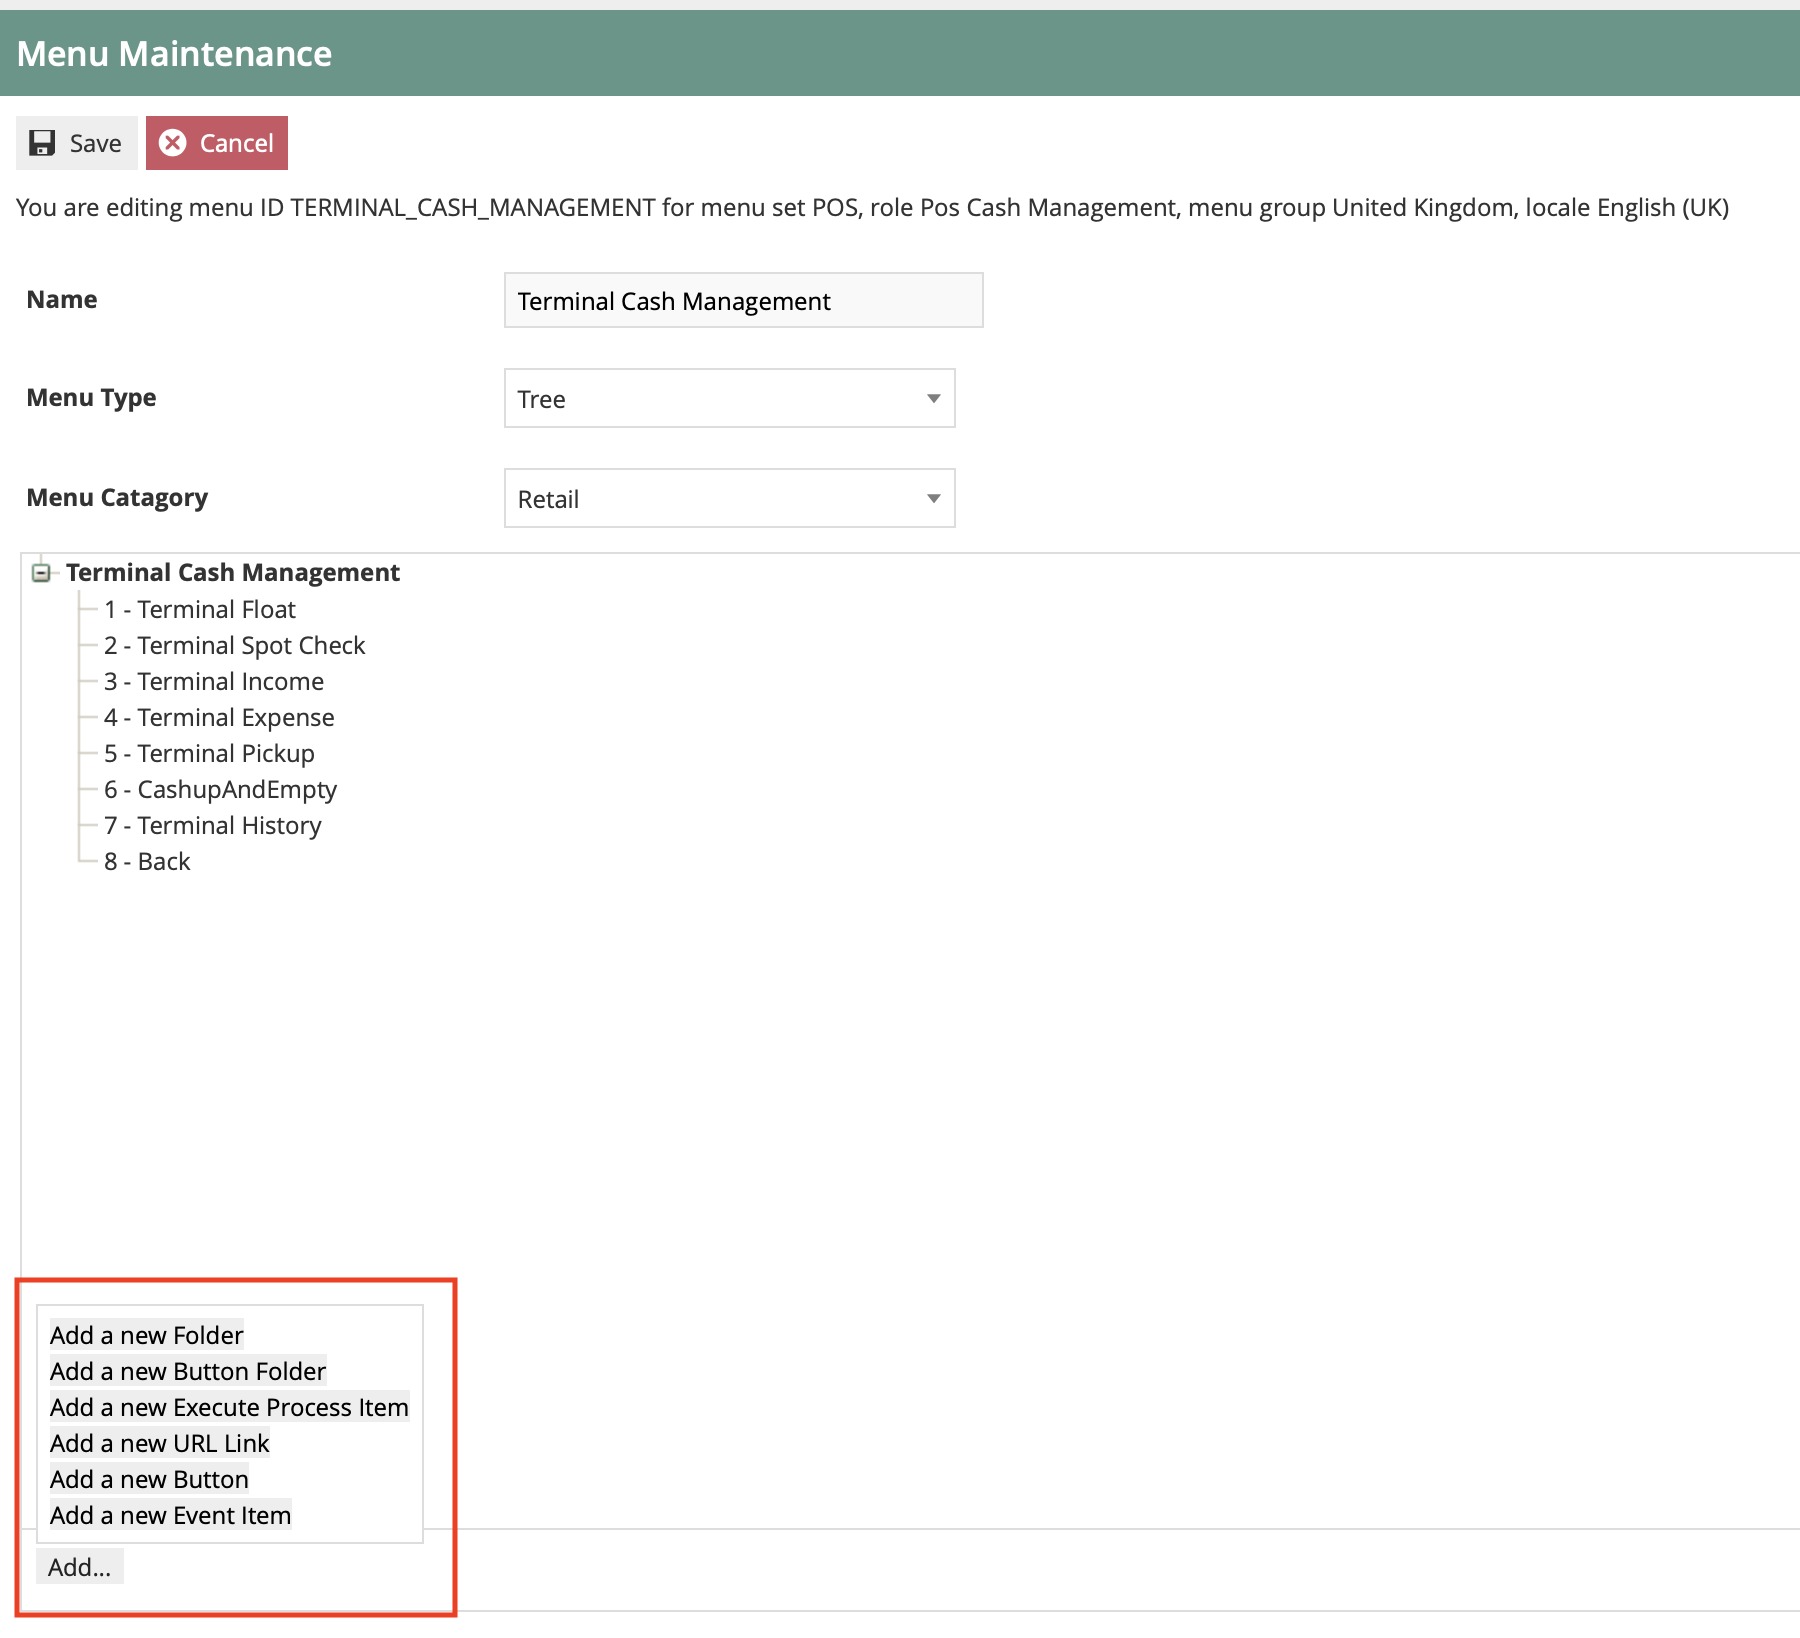 Menu Maintenance
Save Cancel
You are editing menu ID TERMINAL_CASH_MANAGEMENT for menu set POS, role Pos Cash Management, menu group United Kingdom, locale English (UK)
Name Terminal Cash Management
Menu Type Tree
Menu Catagory Retail
Terminal Cash Management
1 - Terminal Float
2 - Terminal Spot Check
3 - Terminal Income
4 - Terminal Expense
5 - Terminal Pickup
6 - CashupAndEmpty
7 - Terminal History
8 - Back
Add a new Folder
Add a new Button Folder
Add a new Execute Process Item
Add a new URL Link
Add a new Button
Add a new Event Item
Add...